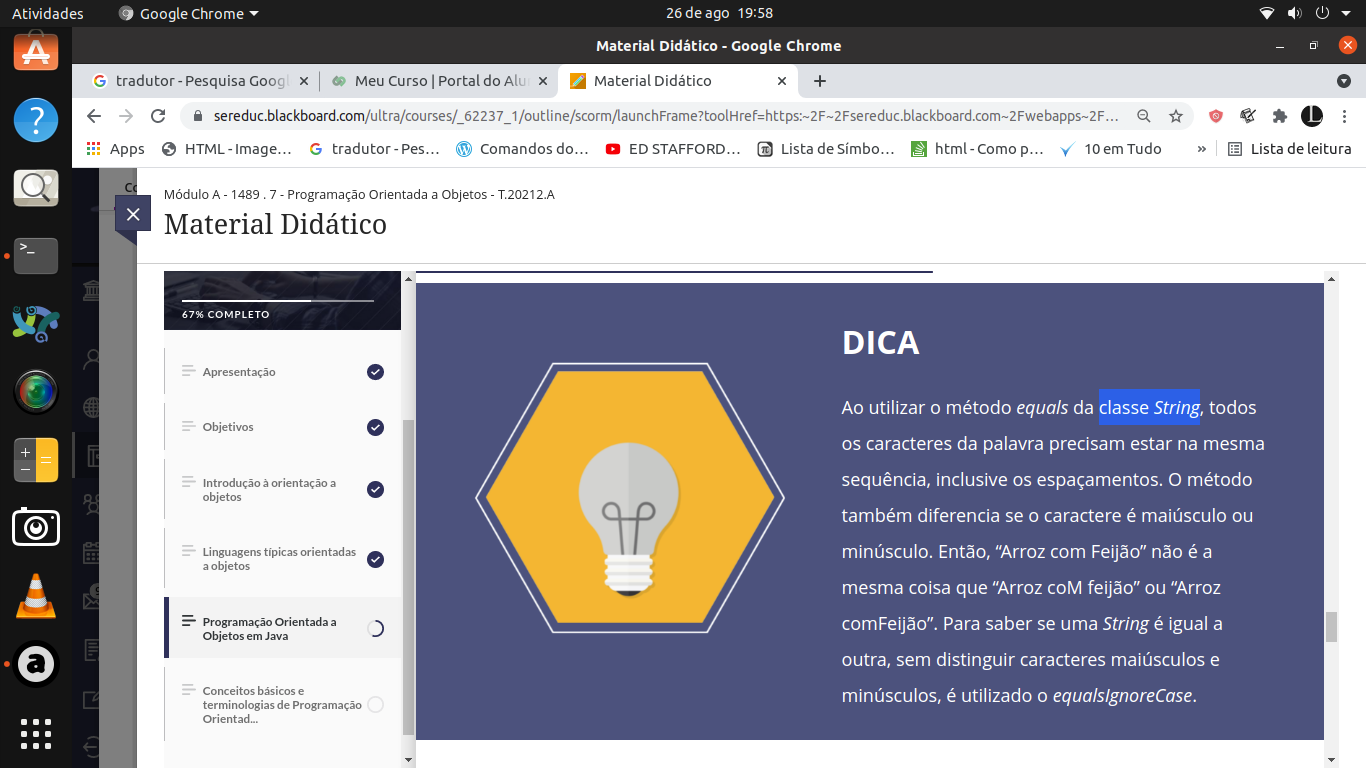 Atividades
Google Chrome
26 de ago 19:58
Material Didático - Google Chrome
tradutor - Pesquisa Googl
Meu Curso | Portal do Alu
Material Didático
sereduc.blackboard.com/ultra/courses/_62237_1/outline/scorm/launchFrame?toolHref=https:~2F~2Fsereduc.blackboard.com~2Fwebapps~2F...
Apps
HTML - Image...
tradutor - Pes...
Comandos do...
ED STAFFORD...
Lista de Símbo...
html - Como p...
10 em Tudo
»
Lista de leitura
Co
Módulo A - 1489 . 7 - Programação Orientada a Objetos - T.20212.A
Material Didático
67% COMPLETO
Apresentação
Objetivos
Introdução à orientação a
objetos
Linguagens típicas orientadas
a objetos
Programação Orientada a
Objetos em Java
Conceitos básicos e
terminologias de Programação
Orientad...
DICA
Ao utilizar o método equals da classe String, todos
os caracteres da palavra precisam estar na mesma
sequência, inclusive os espaçamentos. O método
também diferencia se o caractere é maiúsculo ou
minúsculo. Então, “Arroz com Feijão” não é a
mesma coisa que “Arroz coM feijão” ou “Arroz
comFeijão”. Para saber se uma String é igual a
outra, sem distinguir caracteres maiúsculos e
minúsculos, é utilizado o equalsIgnoreCase.